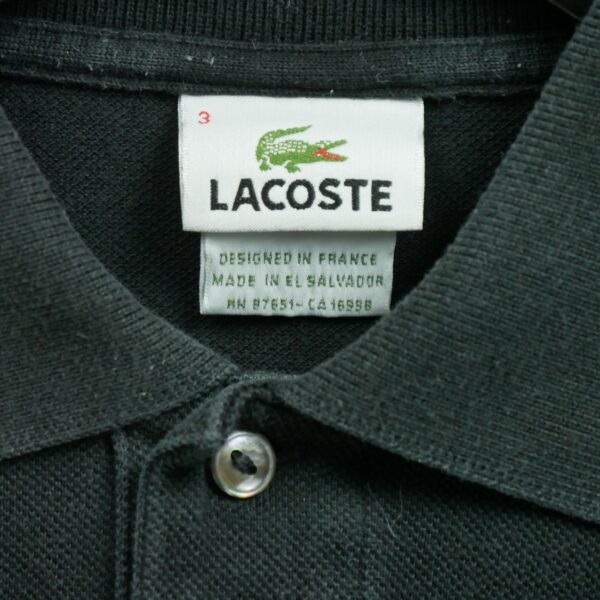 3
LACOSTE
DESIGNED IN FRANCE
MADE IN EL SALVADOR
RN 87651 - CA 16998